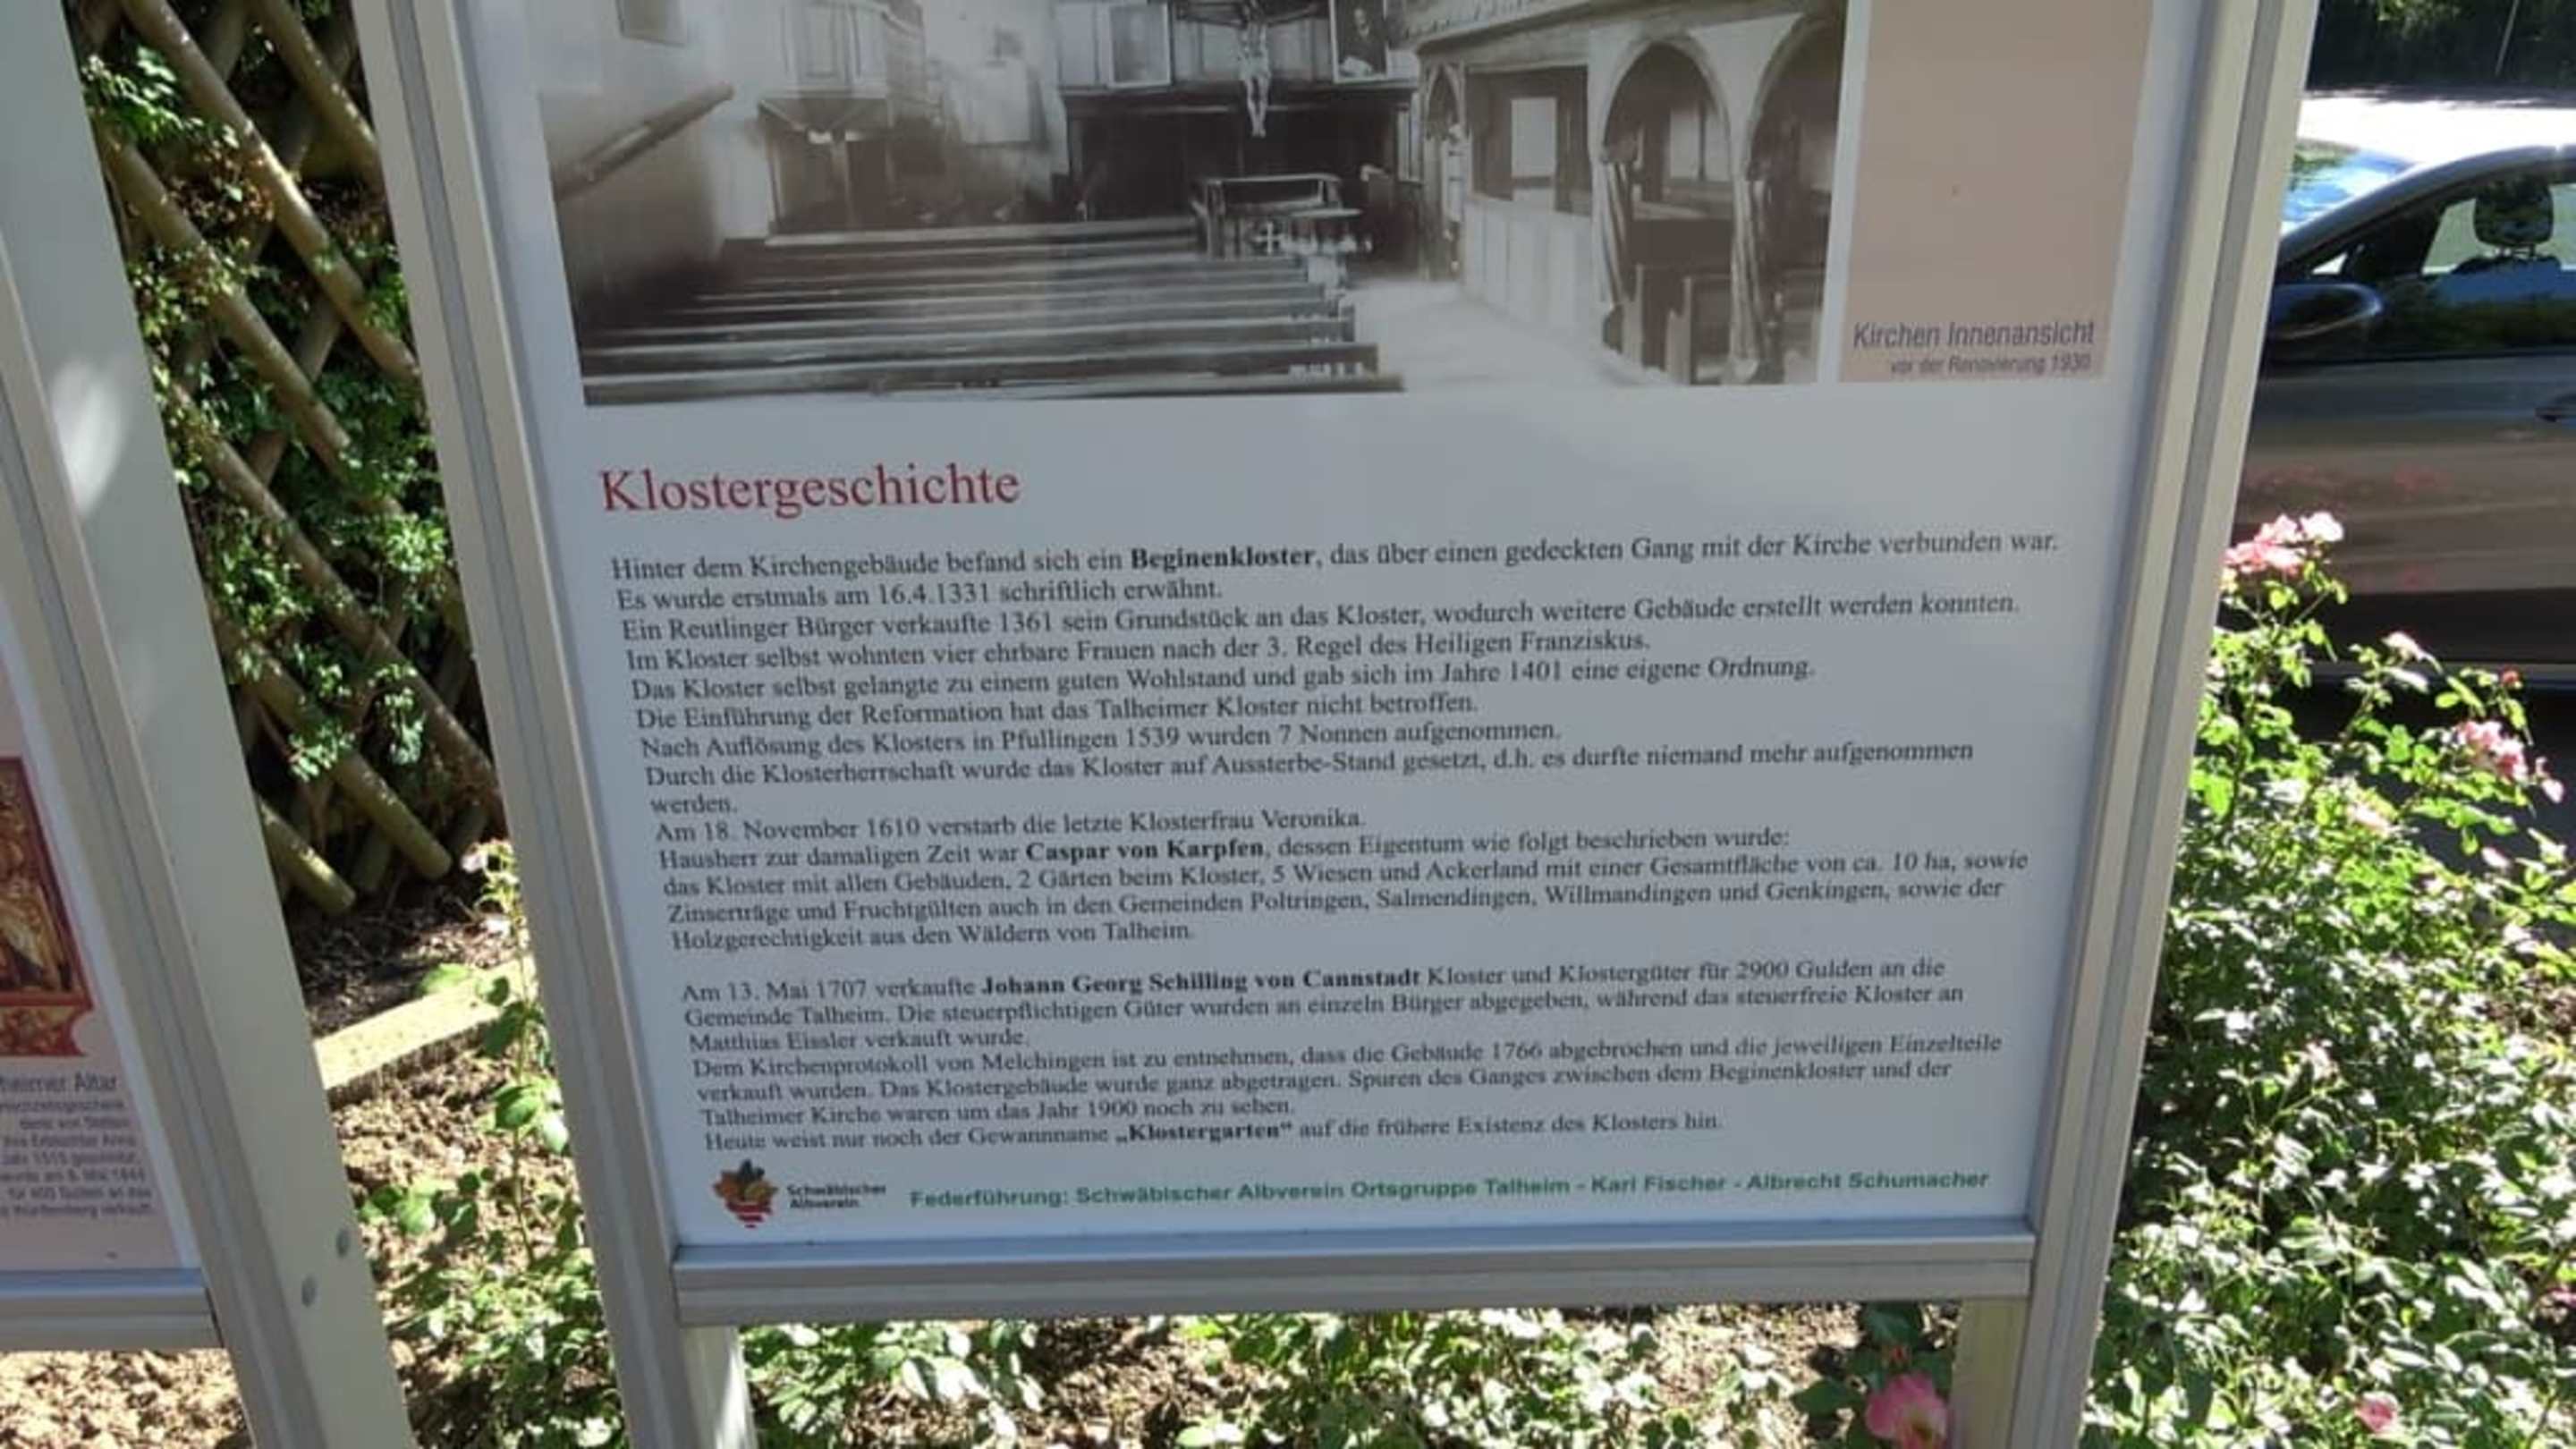 Kirchen Innenansicht
vor der Renovierung 1930
Klostergeschichte
Hinter dem Kirchengebäude befand sich ein Beginenkloster, das über einen gedeckten Gang mit der Kirche verbunden war.
Es wurde erstmals am 16.4.1331 schriftlich erwähnt.
Ein Reutlinger Bürger verkaufte 1361 sein Grundstück an das Kloster, wodurch weitere Gebäude erstellt werden konnten.
Im Kloster selbst wohnten vier ehrbare Frauen nach der 3. Regel des Heiligen Franziskus.
Das Kloster selbst gelangte zu einem guten Wohlstand und gab sich im Jahre 1401 eine eigene Ordnung.
Die Einführung der Reformation hat das Talheimer Kloster nicht betroffen.
Nach Auflösung des Klosters in Pfullingen 1539 wurden 7 Nonnen aufgenommen.
Durch die Klosterherrschaft wurde das Kloster auf Aussterbe-Stand gesetzt, d.h. es durfte niemand mehr aufgenommen
werden.
Am 18. November 1610 verstarb die letzte Klosterfrau Veronika.
Hausherr zur damaligen Zeit war Caspar von Karpfen, dessen Eigentum wie folgt beschrieben wurde:
das Kloster mit allen Gebäuden, 2 Gärten beim Kloster, 5 Wiesen und Ackerland mit einer Gesamtfläche von ca. 10 ha, sowie
Zinserträge und Fruchtgülten auch in den Gemeinden Poltringen, Salmendingen, Willmandingen und Genkingen, sowie der
Holzgerechtigkeit aus den Wäldern von Talheim.
Am 13. Mai 1707 verkaufte Johann Georg Schilling von Cannstadt Kloster und Klostergüter für 2900 Gulden an die
Gemeinde Talheim. Die steuerpflichtigen Güter wurden an einzeln Bürger abgegeben, während das steuerfreie Kloster an
Matthias Eissler verkauft wurde.
Dem Kirchenprotokoll von Melchingen ist zu entnehmen, dass die Gebäude 1766 abgebrochen und die jeweiligen Einzelteile
verkauft wurden. Das Klostergebäude wurde ganz abgetragen. Spuren des Ganges zwischen dem Beginenkloster und der
Talheimer Kirche waren um das Jahr 1900 noch zu sehen.
Heute weist nur noch der Gewannname „Klostergarten“ auf die frühere Existenz des Klosters hin.
Schwäbischer
Albverein
Federführung: Schwäbischer Albverein Ortsgruppe Talheim - Karl Fischer - Albrecht Schumacher
heimer Altar